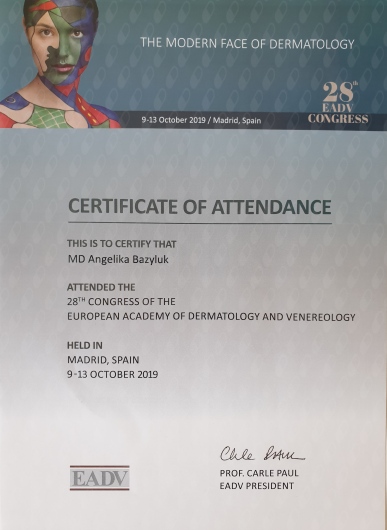 THE MODERN FACE OF DERMATOLOGY
28th
EADV
CONGRESS
9-13 October 2019 / Madrid, Spain
CERTIFICATE OF ATTENDANCE
THIS IS TO CERTIFY THAT
MD Angelika Bazyluk
ATTENDED THE
28TH CONGRESS OF THE
EUROPEAN ACADEMY OF DERMATOLOGY AND VENEREOLOGY
HELD IN
MADRID, SPAIN
9-13 OCTOBER 2019
EADV
PROF. CARLE PAUL
EADV PRESIDENT